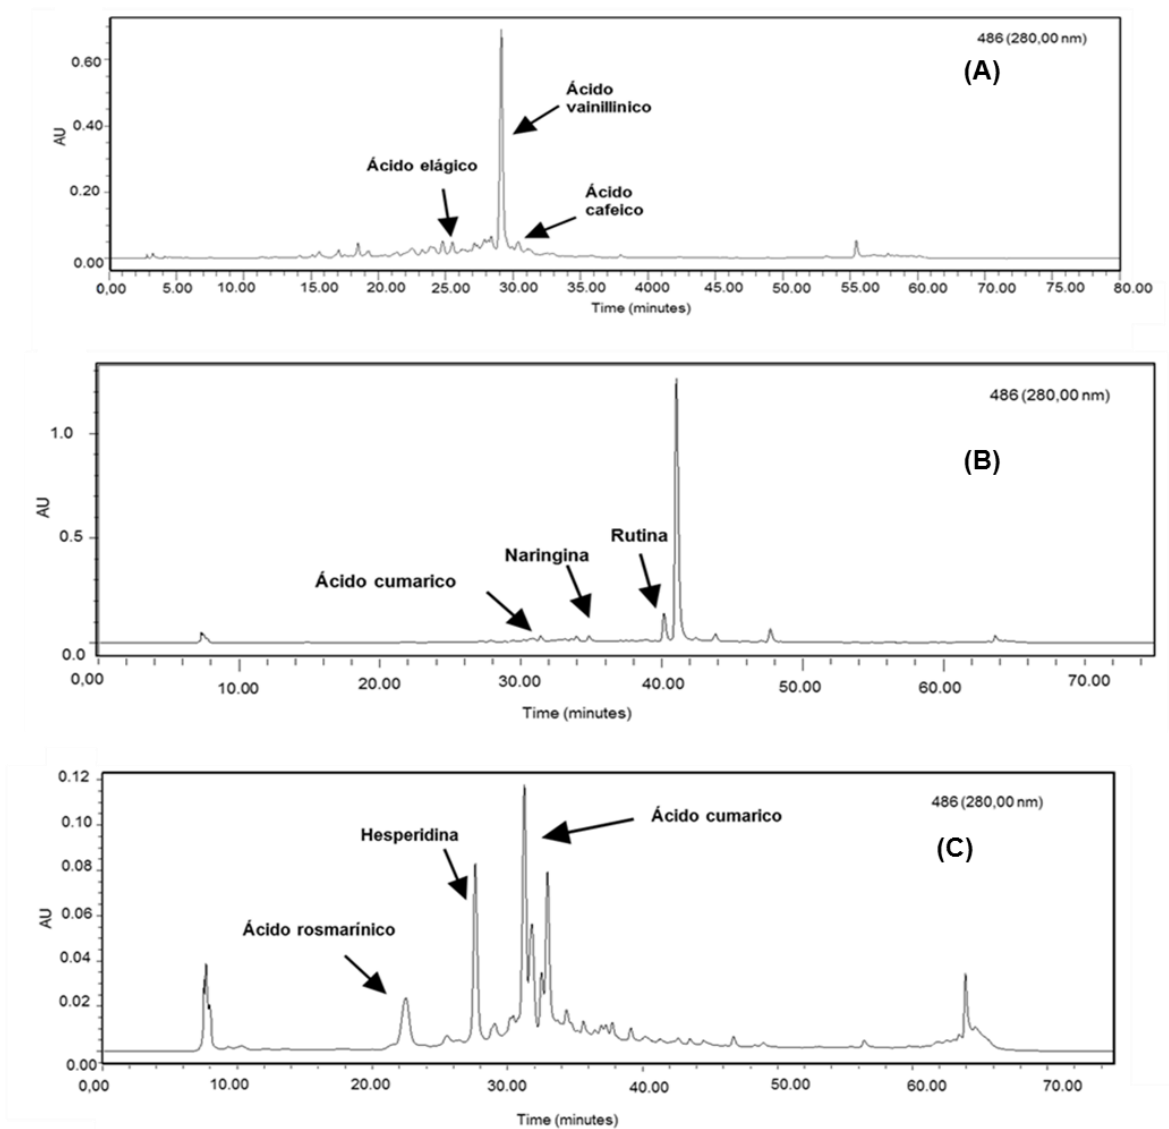 486 (280,00 nm)
(A)
Ácido
vainillínico
Ácido elágico
Ácido
cafeico
AU
0.60
0.40
0.20
0.00
0,00 5.00 10.00 15.00 20.00 25.00 30.00 35.00 4000 45.00 50.00 55.00 60.00 70.00 75.00 80.00
Time (minutes)
486 (280,00 nm)
(B)
Rutina
Naringina
Ácido cumarico
AU
1.0
0.5
0.0
0,00 10.00 20.00 30.00 40.00 50.00 60.00 70.00
Time (minutes)
486 (280,00 nm)
(C)
Ácido cumarico
Hesperidina
Ácido rosmarínico
AU
0.12
0.10
0.08
0.06
0.04
0.02
0.00
0.00 10.00 20.00 30.00 40.00 50.00 60.00 70.00
Time (minutes)